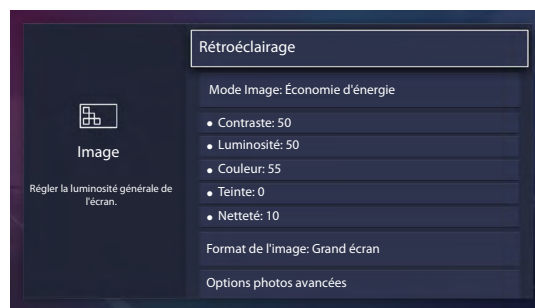 Image
Régler la luminosité générale de
l'écran.
Rétroéclairage
Mode Image: Économie d'énergie
• Contraste: 50
• Luminosité: 50
• Couleur: 55
• Teinte: 0
• Netteté: 10
Format de l'image: Grand écran
Options photos avancées